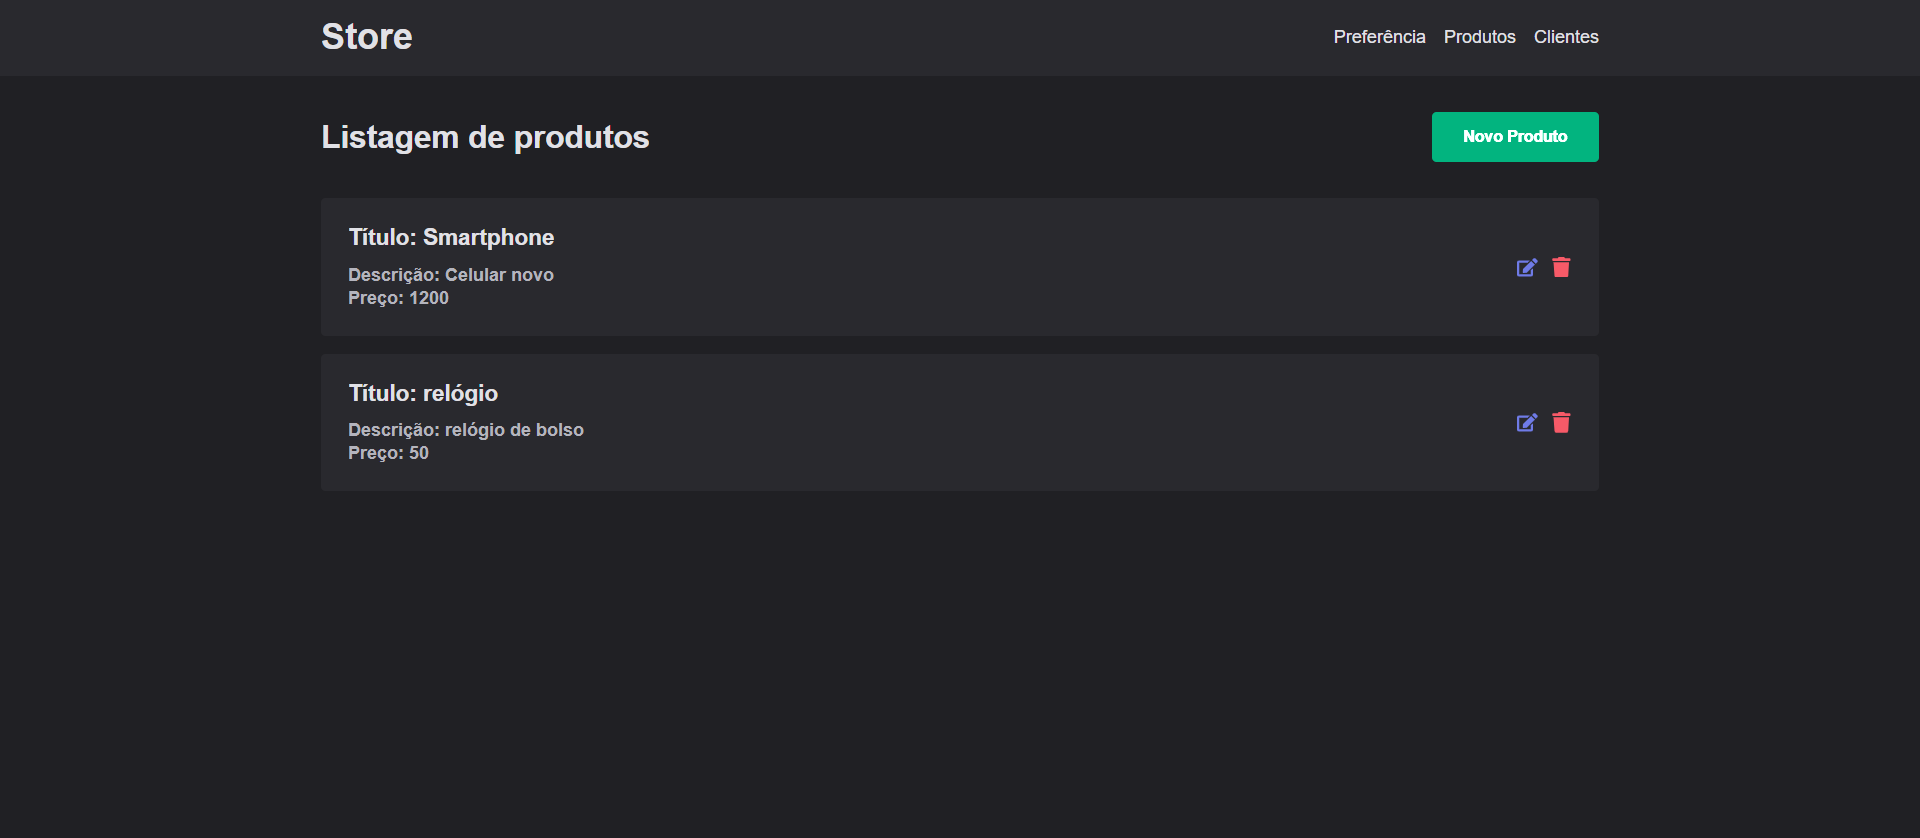 Store
Preferência Produtos Clientes
Listagem de produtos
Novo Produto
Título: Smartphone
Descrição: Celular novo
Preço: 1200
Título: relógio
Descrição: relógio de bolso
Preço: 50